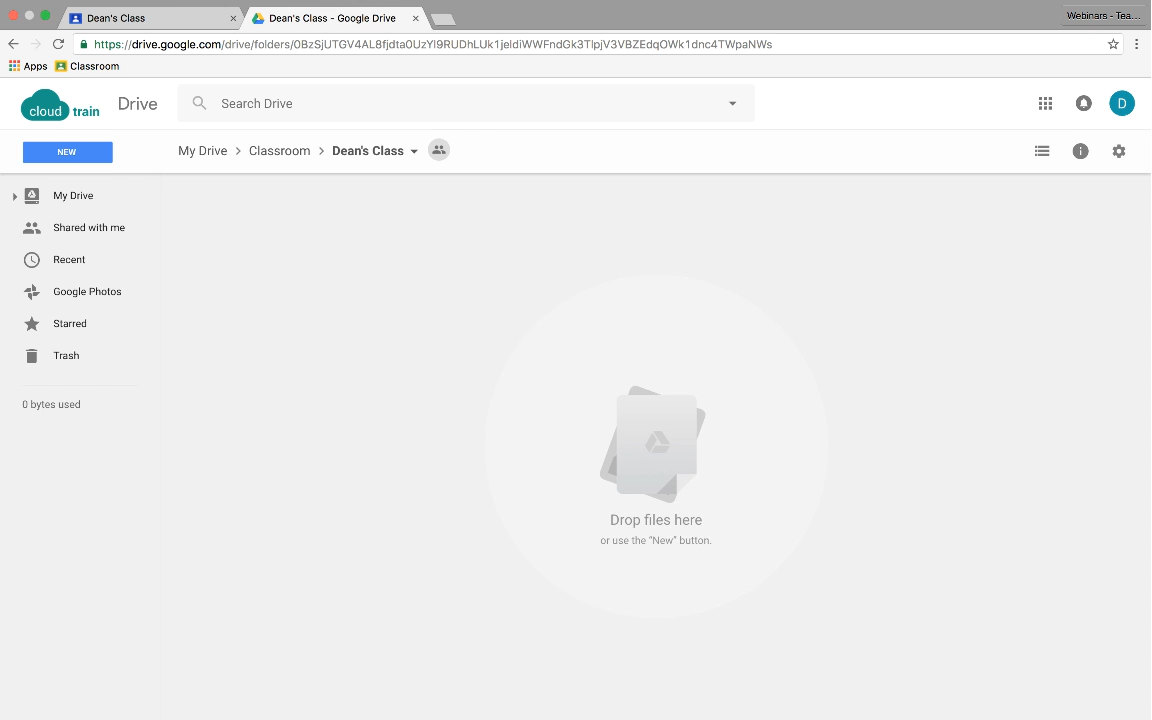 Dean's Class
Dean's Class - Google Drive
Webinars - Tea...
https://drive.google.com/drive/folders/0BzSjUTGV4AL8fjdta0UzYl9RUDhLUk1jeldiWWFndGk3TlpjV3VBZEdqOWk1dnc4TWpaNWs
Apps Classroom
cloud train Drive
Search Drive
D
NEW
My Drive > Classroom > Dean's Class
My Drive
Shared with me
Recent
Google Photos
Starred
Trash
0 bytes used
Drop files here
or use the “New” button.